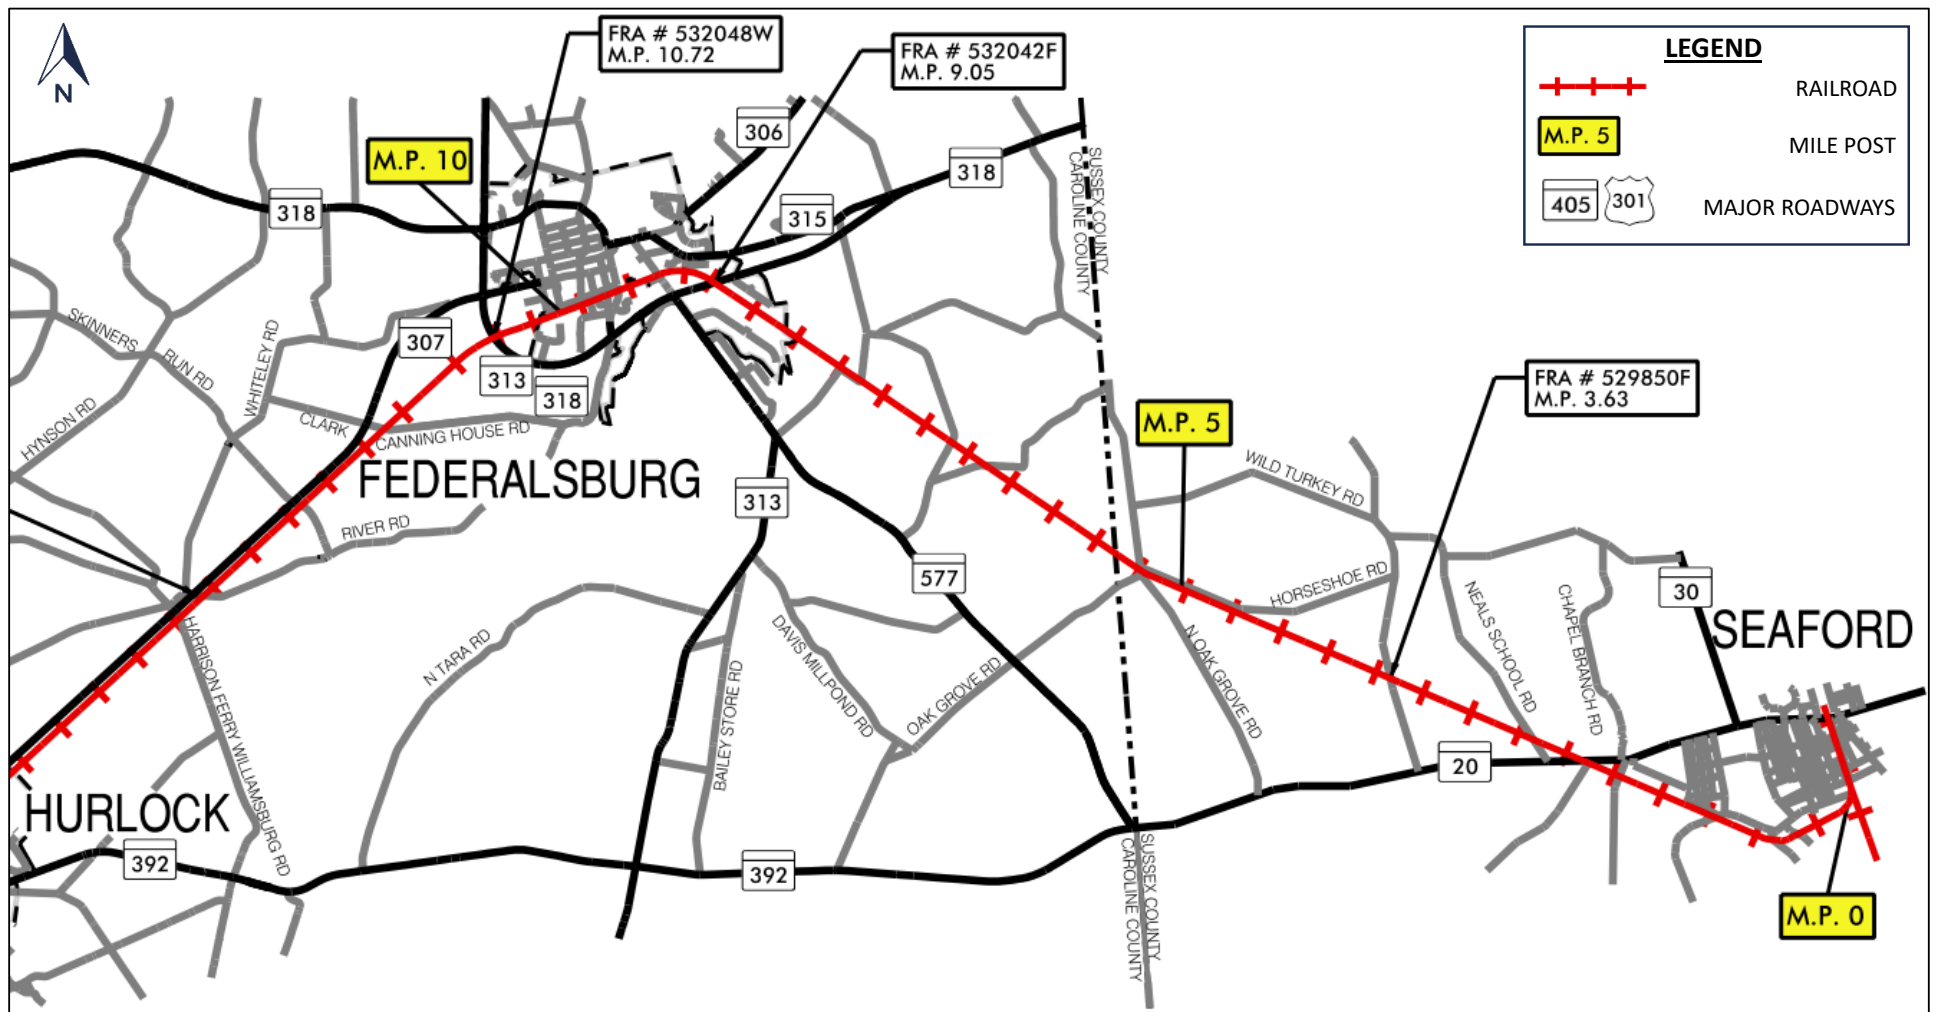 N
FRA # 532048W
M.P. 10.72
FRA # 532042F
M.P. 9.05
LEGEND
RAILROAD
M.P. 5
MILE POST
405
301
MAJOR ROADWAYS
306
M.P. 10
318
318
315
SUSSEX COUNTY
CAROLINE COUNTY
SKINNERS
RUN RD
WHITELEY RD
307
313
318
HYNSON RD
CLARK
CANNING HOUSE RD
FRA # 529850F
M.P. 3.63
M.P. 5
FEDERALSBURG
WILD TURKEY RD
313
RIVER RD
577
HORSESHOE RD
30
NEALS SCHOOL RD
CHAPEL BRANCH RD
SEAFORD
HARRISON FERRY WILLIAMSBURG RD
N TARA RD
BAILEY STORE RD
DAVIS MILLPOND RD
OAK GROVE RD
N OAK GROVE RD
20
HURLOCK
392
392
SUSSEX COUNTY
CAROLINE COUNTY
M.P. 0